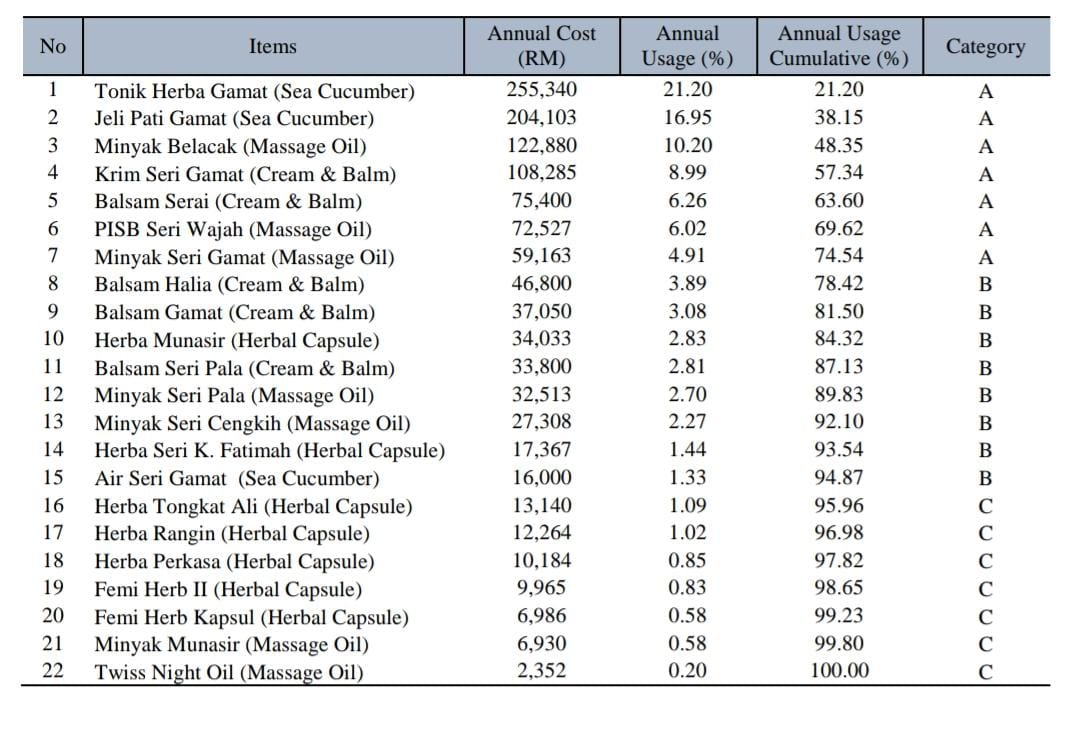 No Items Annual Cost (RM) Annual Usage (%) Annual Usage Cumulative (%) Category
1 Tonik Herba Gamat (Sea Cucumber) 255,340 21.20 21.20 A
2 Jeli Pati Gamat (Sea Cucumber) 204,103 16.95 38.15 A
3 Minyak Belacak (Massage Oil) 122,880 10.20 48.35 A
4 Krim Seri Gamat (Cream & Balm) 108,285 8.99 57.34 A
5 Balsam Serai (Cream & Balm) 75,400 6.26 63.60 A
6 PISB Seri Wajah (Massage Oil) 72,527 6.02 69.62 A
7 Minyak Seri Gamat (Massage Oil) 59,163 4.91 74.54 A
8 Balsam Halia (Cream & Balm) 46,800 3.89 78.42 B
9 Balsam Gamat (Cream & Balm) 37,050 3.08 81.50 B
10 Herba Munasir (Herbal Capsule) 34,033 2.83 84.32 B
11 Balsam Seri Pala (Cream & Balm) 33,800 2.81 87.13 B
12 Minyak Seri Pala (Massage Oil) 32,513 2.70 89.83 B
13 Minyak Seri Cengkih (Massage Oil) 27,308 2.27 92.10 B
14 Herba Seri K. Fatimah (Herbal Capsule) 17,367 1.44 93.54 B
15 Air Seri Gamat (Sea Cucumber) 16,000 1.33 94.87 B
16 Herba Tongkat Ali (Herbal Capsule) 13,140 1.09 95.96 C
17 Herba Rangin (Herbal Capsule) 12,264 1.02 96.98 C
18 Herba Perkasa (Herbal Capsule) 10,184 0.85 97.82 C
19 Femi Herb II (Herbal Capsule) 9,965 0.83 98.65 C
20 Femi Herb Kapsul (Herbal Capsule) 6,986 0.58 99.23 C
21 Minyak Munasir (Massage Oil) 6,930 0.58 99.80 C
22 Twiss Night Oil (Massage Oil) 2,352 0.20 100.00 C